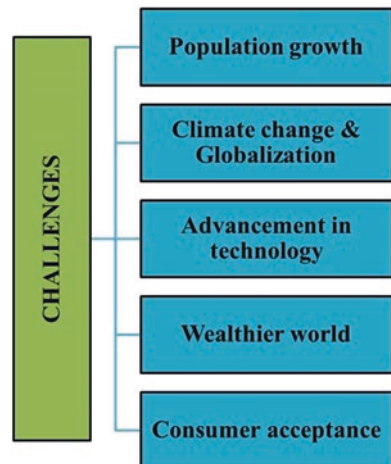 CHALLENGES
Population growth
Climate change &
Globalization
Advancement in
technology
Wealthier world
Consumer acceptance